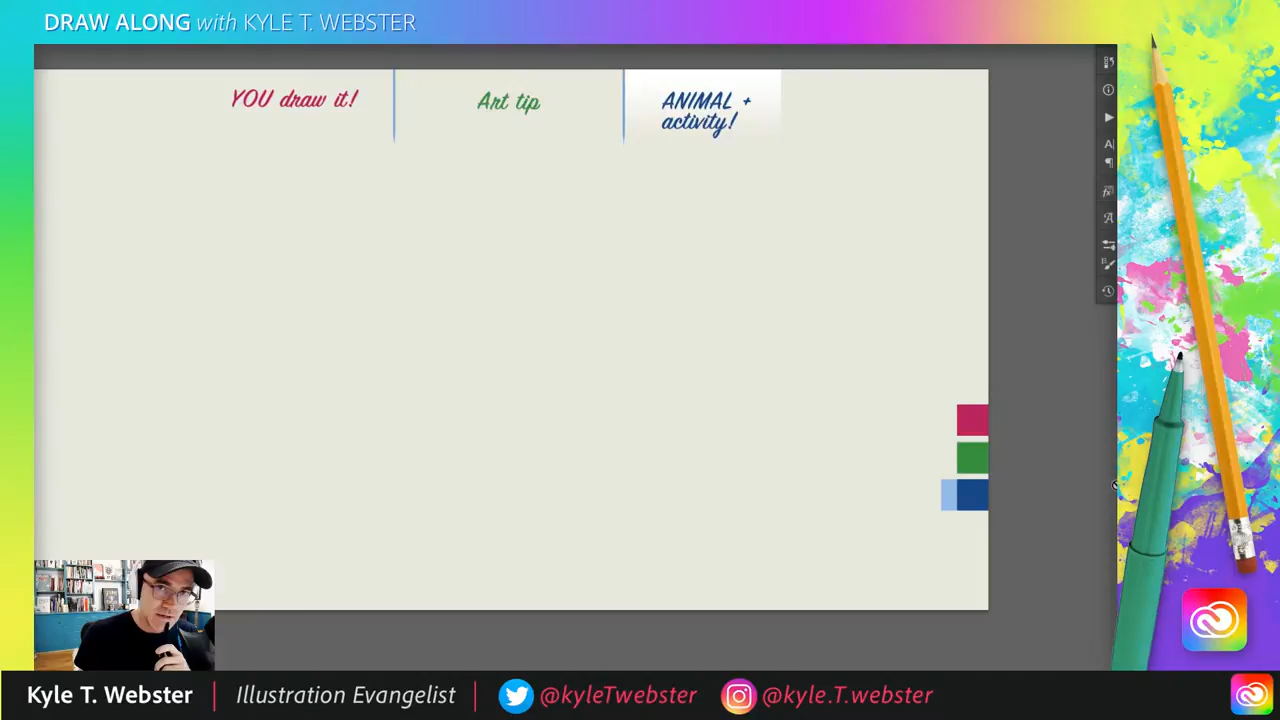 DRAW ALONG with KYLE T. WEBSTER
YOU draw it!
Art tip
ANIMAL +
activity!
Kyle T. Webster | Illustration Evangelist | @kyleTwebster @kyle.T.webster